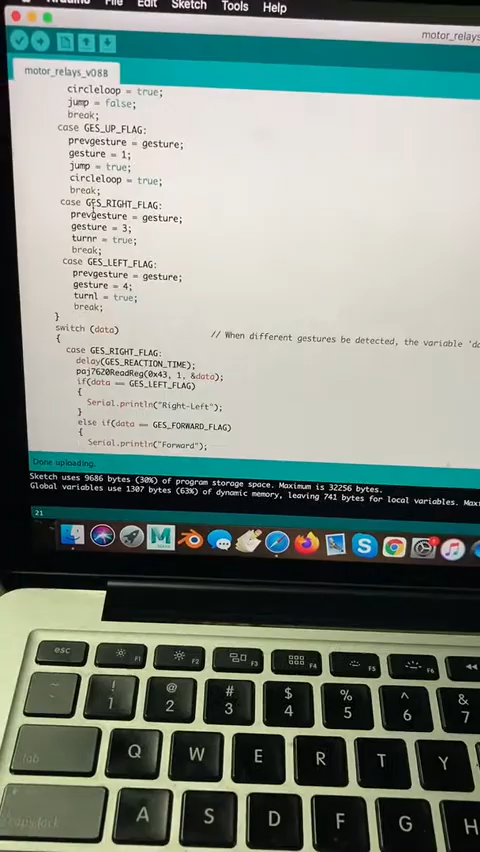 File Edit Sketch Tools Help
motor_relays
motor_relays_v088
circleloop = true;
jump = false;
break;
case GES_UP_FLAG:
prevgesture = gesture;
gesture = 1;
jump = true;
circleloop = true;
break;
case GES_RIGHT_FLAG:
prevgesture = gesture;
gesture = 3;
turnr = true;
break;
case GES_LEFT_FLAG:
prevgesture = gesture;
gesture = 4;
turnl = true;
break;
}
switch (data) // When different gestures be detected, the variable 'da
{
case GES_RIGHT_FLAG:
delay(GES_REACTION_TIME);
paj7620ReadReg(0x43, 1, &data);
if(data == GES_LEFT_FLAG)
{
Serial.println("Right-Left");
}
else if(data == GES_FORWARD_FLAG)
{
Serial.println("Forward");
Done uploading.
Sketch uses 9686 bytes (30%) of program storage space. Maximum is 32256 bytes.
Global variables use 1307 bytes (63%) of dynamic memory, leaving 741 bytes for local variables. Maxi
21
M
S
esc F1 F2 F3 F4 F5 F6
~ ! 1 @ 2 # 3 $ 4 % 5 ^ 6 & 7
tab Q W E R T Y
caps lock A S D F G H